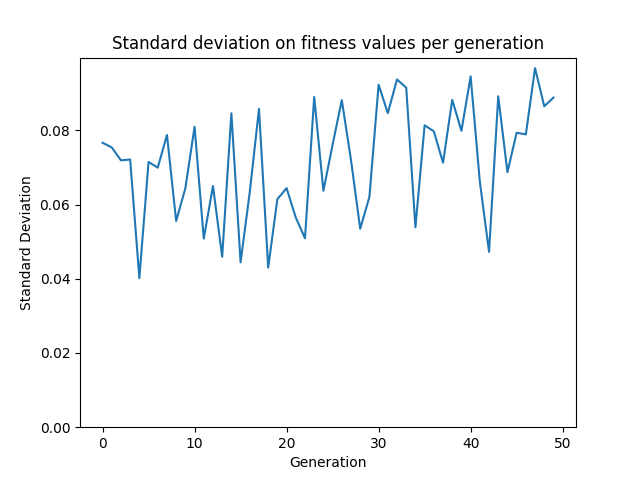 Standard deviation on fitness values per generation
Standard Deviation
0.08
0.06
0.04
0.02
0.00
0 10 20 30 40 50
Generation